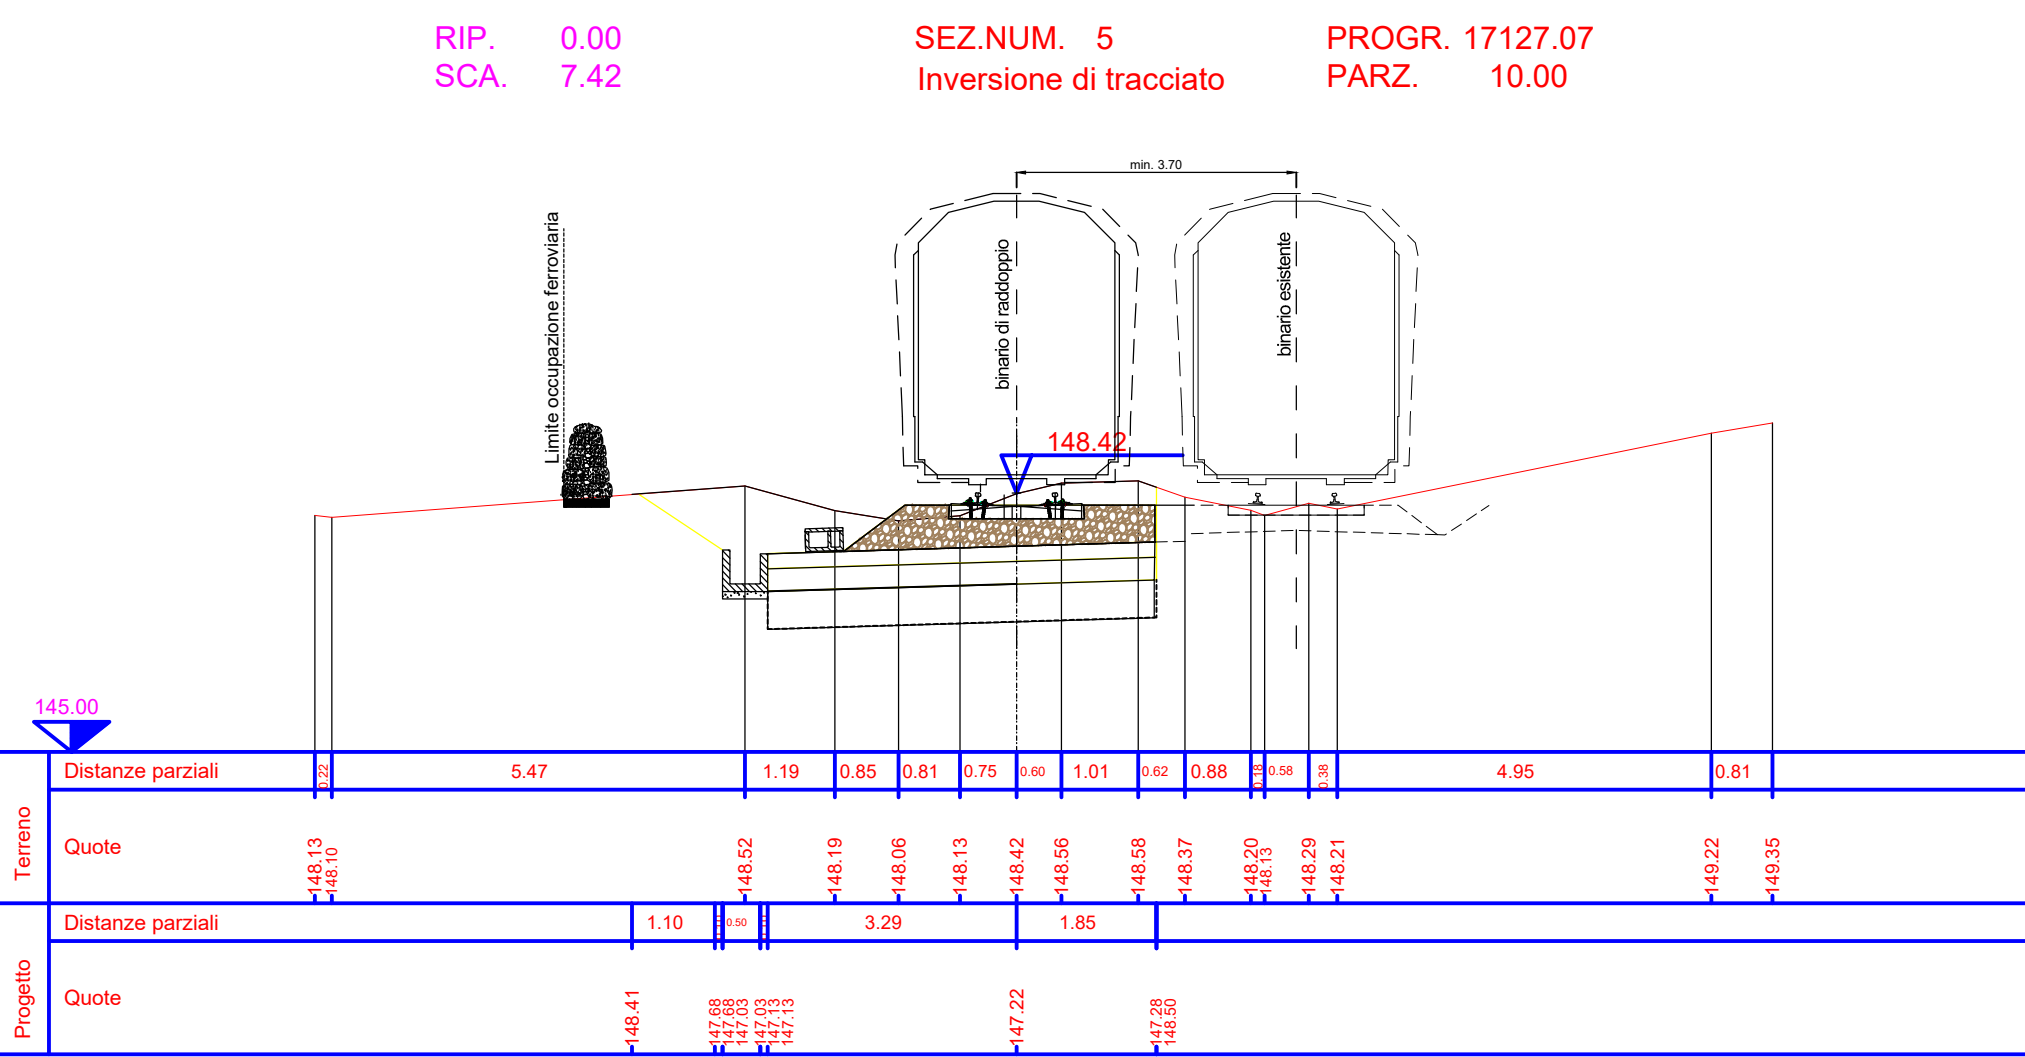 RIP. 0.00
SEZ.NUM. 5
PROGR. 17127.07
SCA. 7.42
Inversione di tracciato
PARZ. 10.00
min. 3.70
Limite occupazione ferroviaria
binario di raddoppio
binario esistente
148.42
145.00
Terreno
Distanze parziali
0.22 5.47 1.19 0.85 0.81 0.75 0.60 1.01 0.62 0.88 0.18 0.58 0.38 4.95 0.81
Quote
148.13 148.10 148.52 148.19 148.06 148.13 148.42 148.56 148.58 148.37 148.20 148.13 148.29 148.21 149.22 149.35
Progetto
Distanze parziali
1.10 0.50 3.29 1.85
Quote
148.41 147.68 147.68 147.03 147.03 147.13 147.13 147.22 147.28 148.50